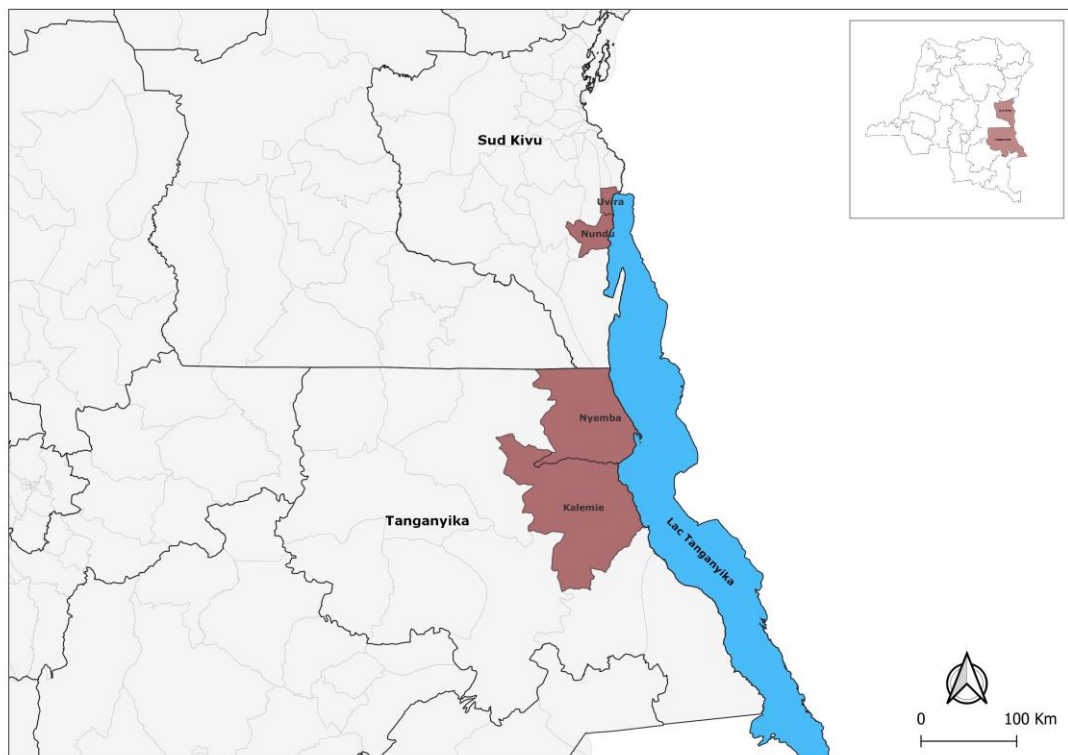 Sud Kivu
Uvira
Nundu
Nyemba
Kalemie
Tanganyika
Lac Tanganyika
0 100 Km